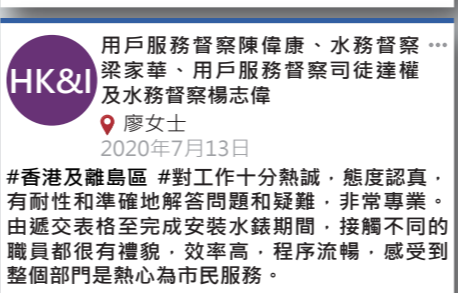 HK&I
用戶服務督察陳偉康、水務督察
梁家華、用戶服務督察司徒達權
及水務督察楊志偉
廖女士
2020年7月13日
#香港及離島區 #對工作十分熱誠，態度認真，
有耐性和準確地解答問題和疑難，非常專業。
由遞交表格至完成安裝水錶期間，接觸不同的
職員都很有禮貌，效率高，程序流暢，感受到
整個部門是熱心為市民服務。